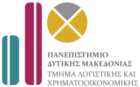 ΠΑΝΕΠΙΣΤΗΜΙΟ
ΔΥΤΙΚΗΣ ΜΑΚΕΔΟΝΙΑΣ
ΤΜΗΜΑ ΛΟΓΙΣΤΙΚΗΣ ΚΑΙ
ΧΡΗΜΑΤΟΟΙΚΟΝΟΜΙΚΗΣ